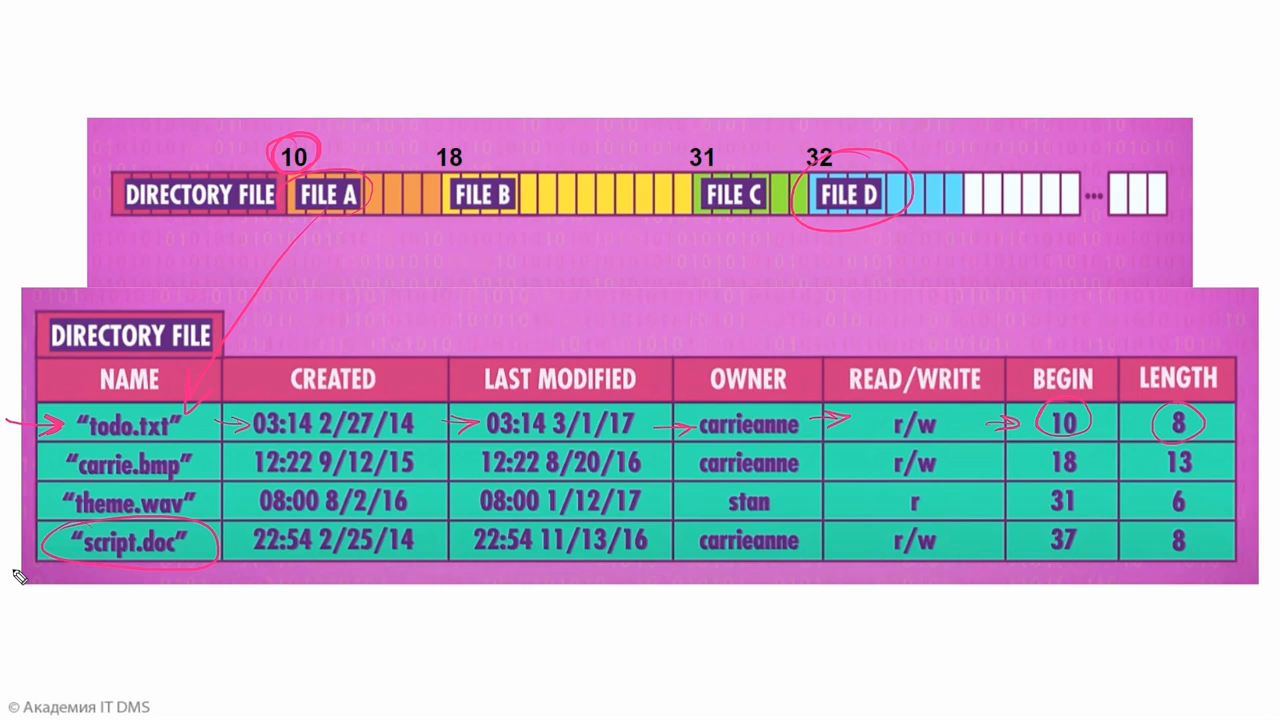 10 18 31 32
DIRECTORY FILE FILE A FILE B FILE C FILE D ...
DIRECTORY FILE
NAME CREATED LAST MODIFIED OWNER READ/WRITE BEGIN LENGTH
“todo.txt” 03:14 2/27/14 03:14 3/1/17 carrieanne r/w 10 8
“carrie.bmp” 12:22 9/12/15 12:22 8/20/16 carrieanne r/w 18 13
“theme.wav” 08:00 8/2/16 08:00 1/12/17 stan r 31 6
“script.doc” 22:54 2/25/14 22:54 11/13/16 carrieanne r/w 37 8
© Академия IT DMS